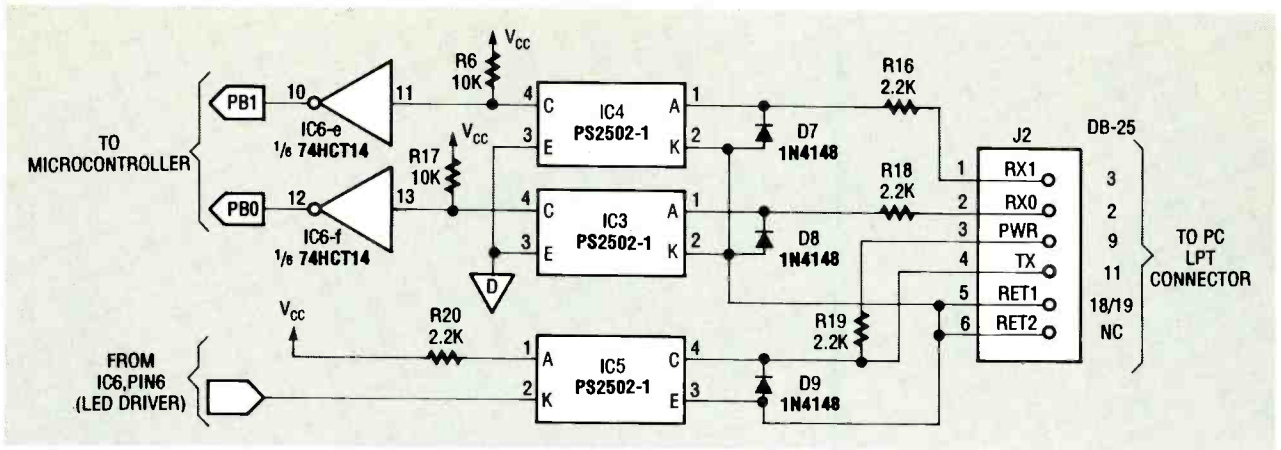 TO
MICROCONTROLLER
PB1
10
IC6-e
1/6 74HCT14
11
R6
10K
VCC
PB0
12
IC6-f
1/6 74HCT14
13
R17
10K
VCC
4 C
3 E
IC4
PS2502-1
A 1
K 2
D7
1N4148
R16
2.2K
4 C
3 E
IC3
PS2502-1
A 1
K 2
D8
1N4148
R18
2.2K
D
FROM
IC6,PIN6
(LED DRIVER)
VCC
R20
2.2K
1 A
2 K
IC5
PS2502-1
C 4
E 3
D9
1N4148
R19
2.2K
J2
DB-25
1 RX1 3
2 RX0 2
3 PWR 9
4 TX 11
5 RET1 18/19
6 RET2 NC
TO PC
LPT
CONNECTOR